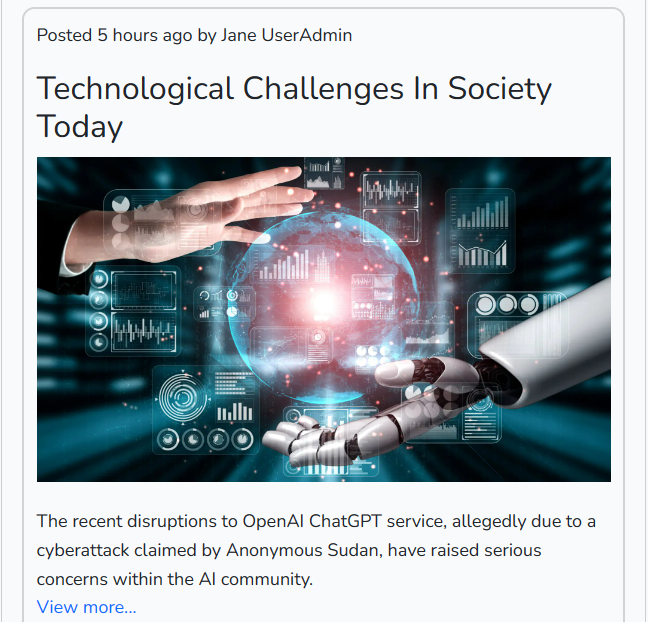 Posted 5 hours ago by Jane UserAdmin
Technological Challenges In Society
Today
The recent disruptions to OpenAI ChatGPT service, allegedly due to a
cyberattack claimed by Anonymous Sudan, have raised serious
concerns within the AI community.
View more...